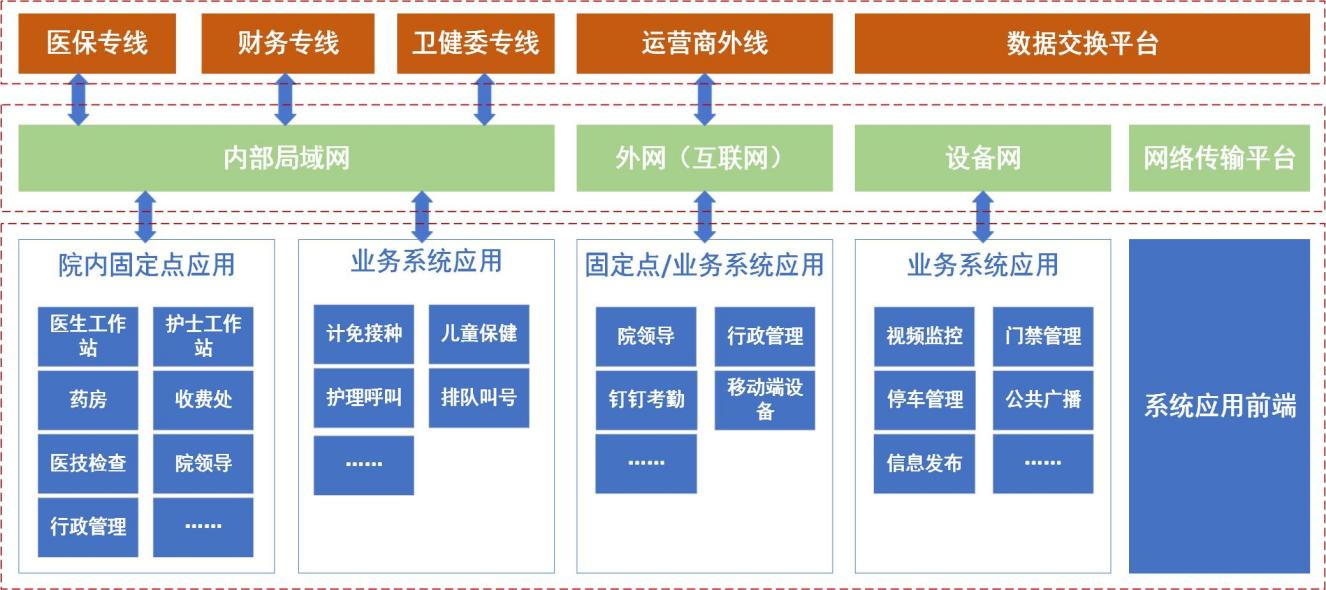 医保专线
财务专线
卫健委专线
运营商外线
数据交换平台
内部局域网
外网（互联网）
设备网
网络传输平台
院内固定点应用
医生工作
站
护士工作
站
药房
收费处
医技检查
院领导
行政管理
……
业务系统应用
计免接种
儿童保健
护理呼叫
排队叫号
……
固定点/业务系统应用
院领导
行政管理
钉钉考勤
移动端设
备
……
业务系统应用
视频监控
门禁管理
停车管理
公共广播
信息发布
……
系统应用前端